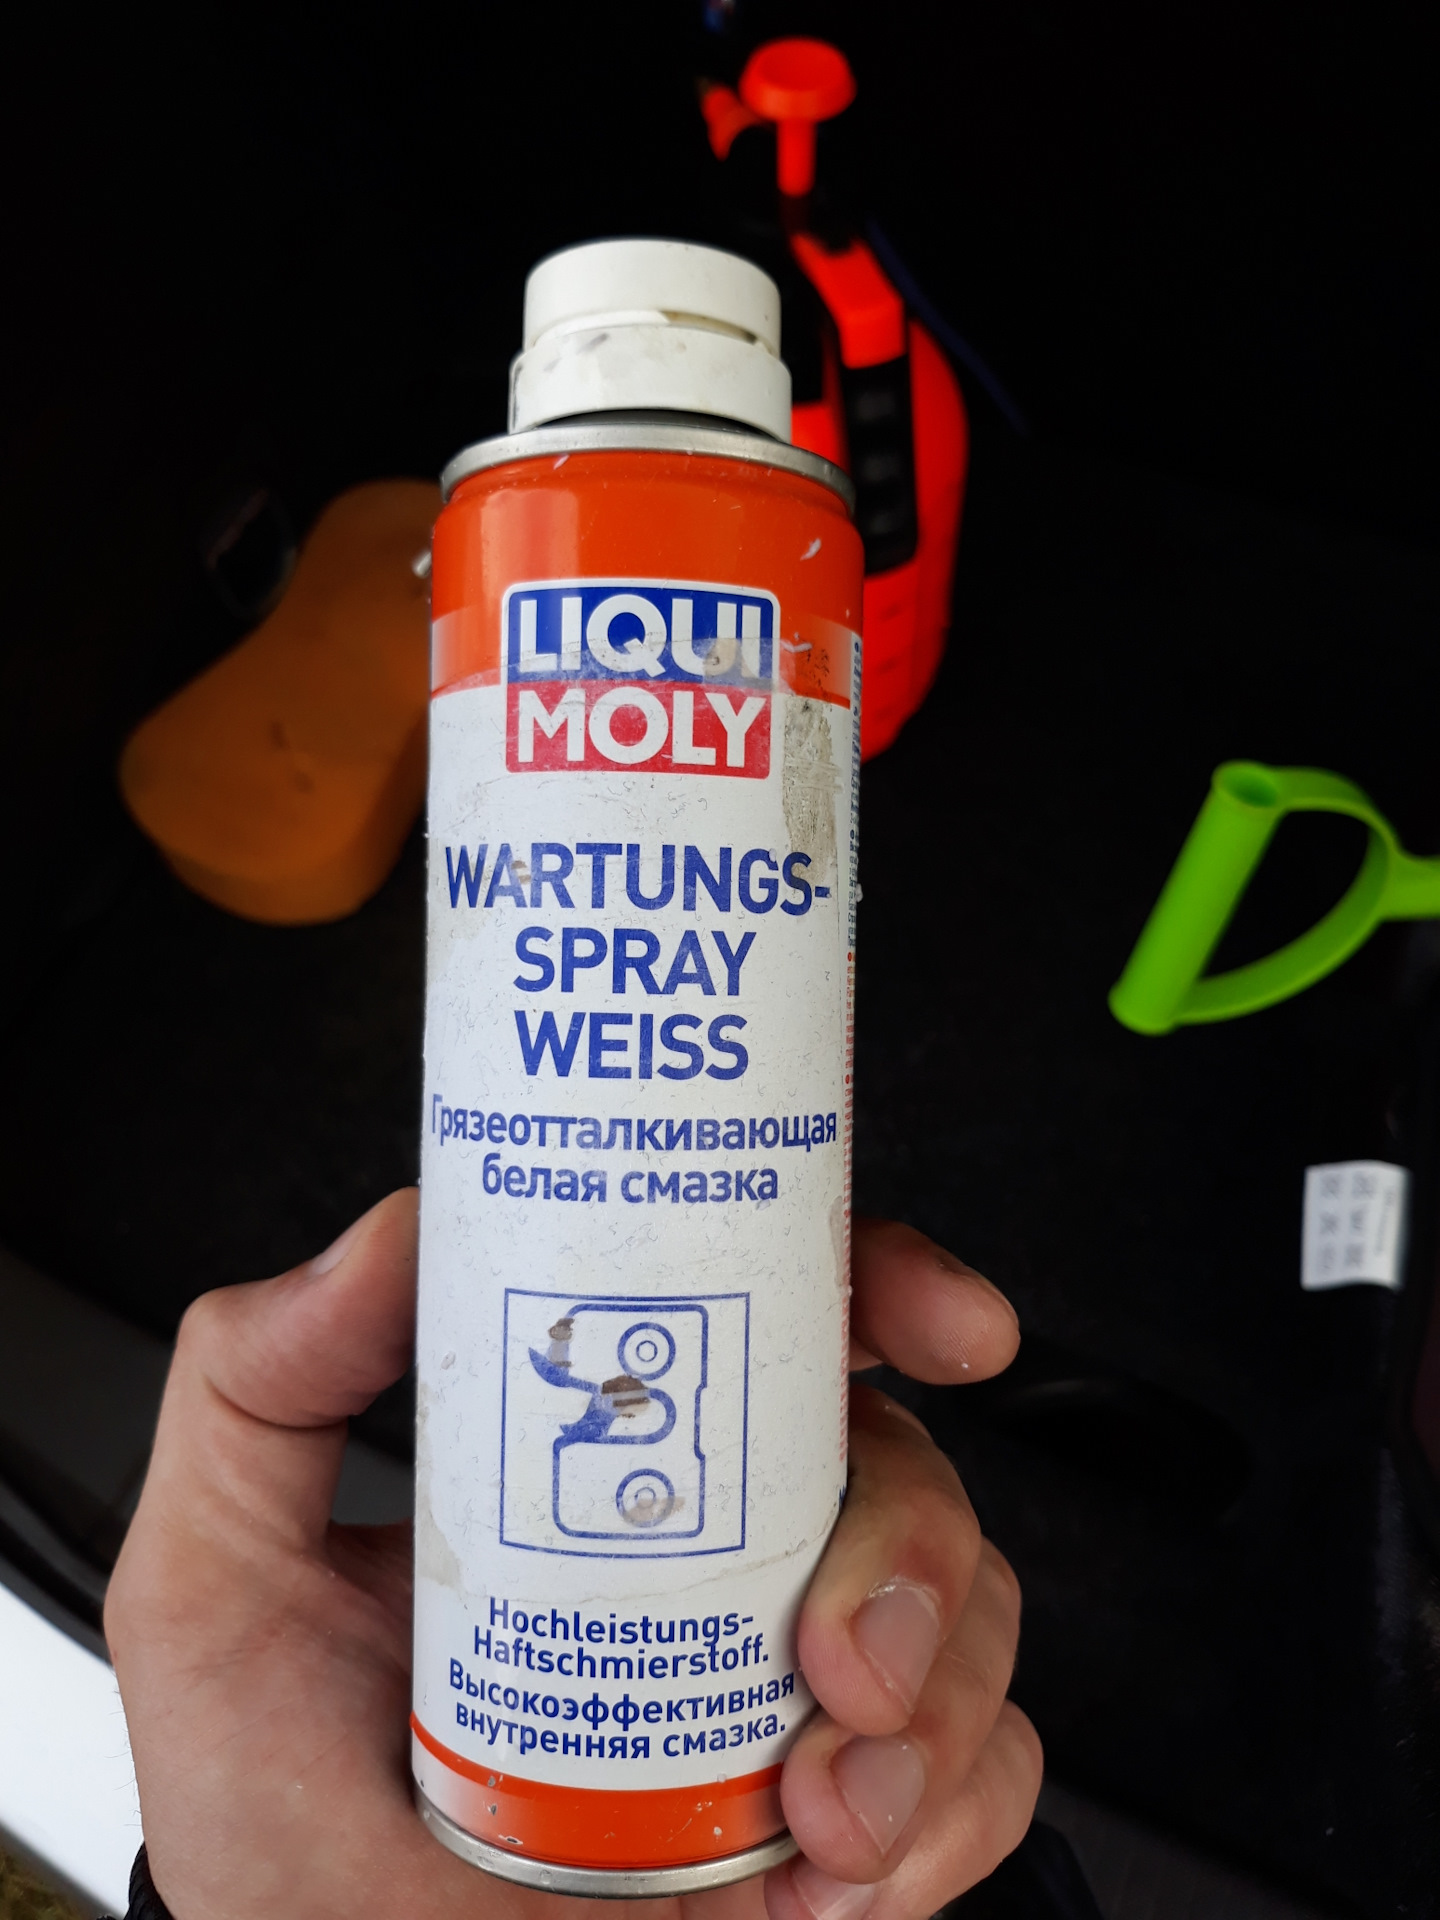 LIQUI
MOLY
WARTUNGS-
SPRAY
WEISS
Грязеотталкивающая
белая смазка
Hochleistungs-
Haftschmierstoff.
Высокоэффективная
внутренняя смазка.